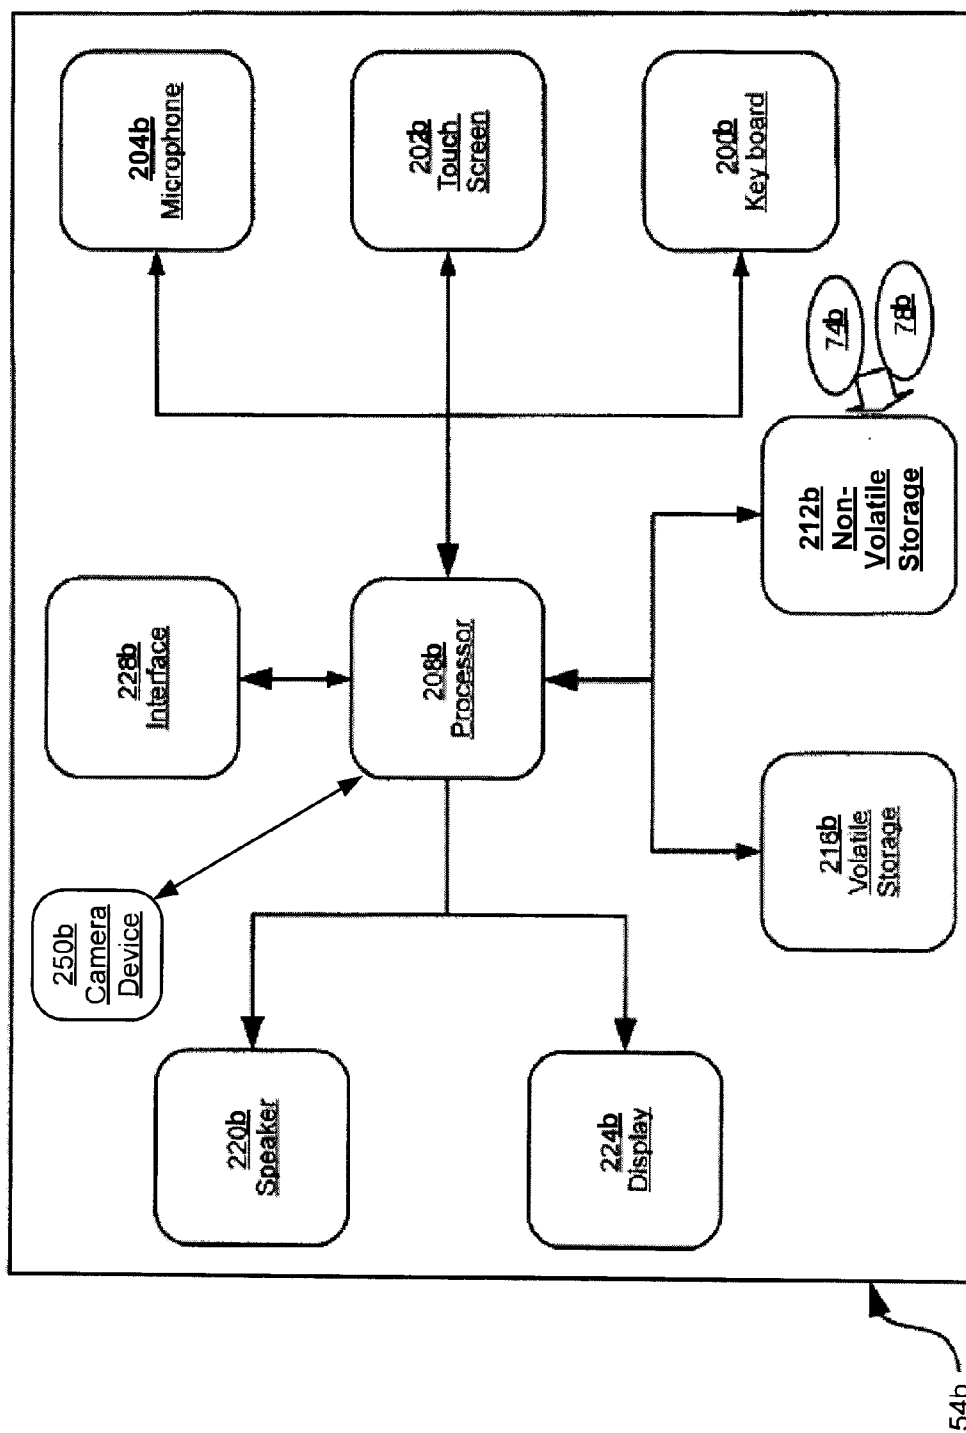 250b
Camera
Device
228b
Interface
204b
Microphone
220b
Speaker
208b
Processor
202b
Touch
Screen
224b
Display
200b
Key board
216b
Volatile
Storage
212b
Non-
Volatile
Storage
74b
78b
54b